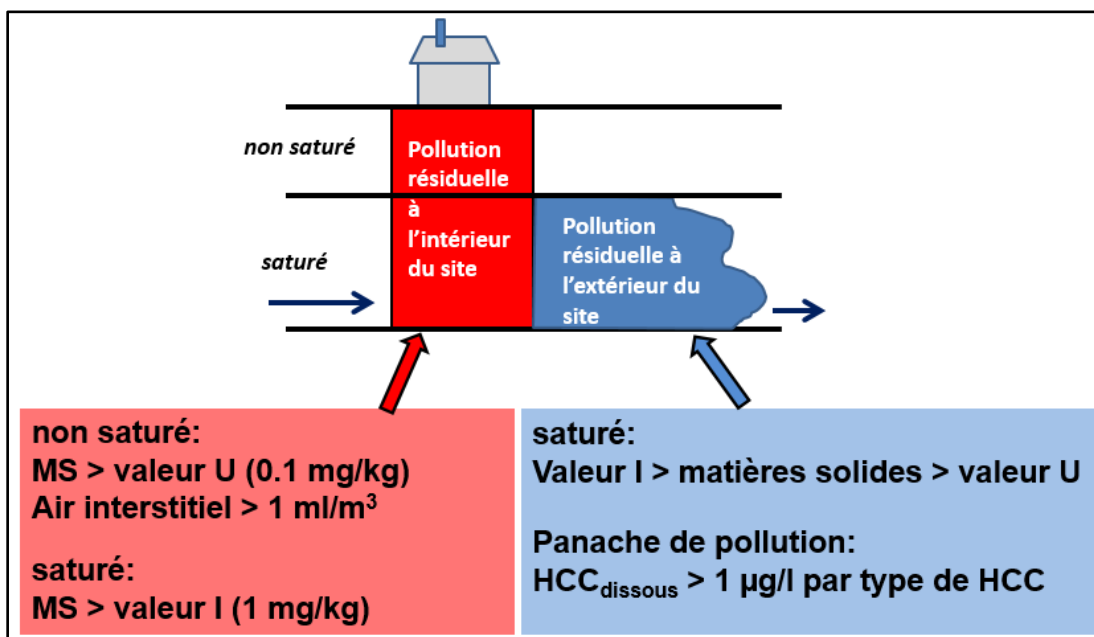 non saturé
Pollution
résiduelle
à
l'intérieur
du site
saturé
Pollution
résiduelle à
l'extérieur du
site
non saturé:
MS > valeur U (0.1 mg/kg)
Air interstitiel > 1 ml/m³
saturé:
MS > valeur I (1 mg/kg)
saturé:
Valeur I > matières solides > valeur U
Panache de pollution:
HCC dissous > 1 µg/l par type de HCC